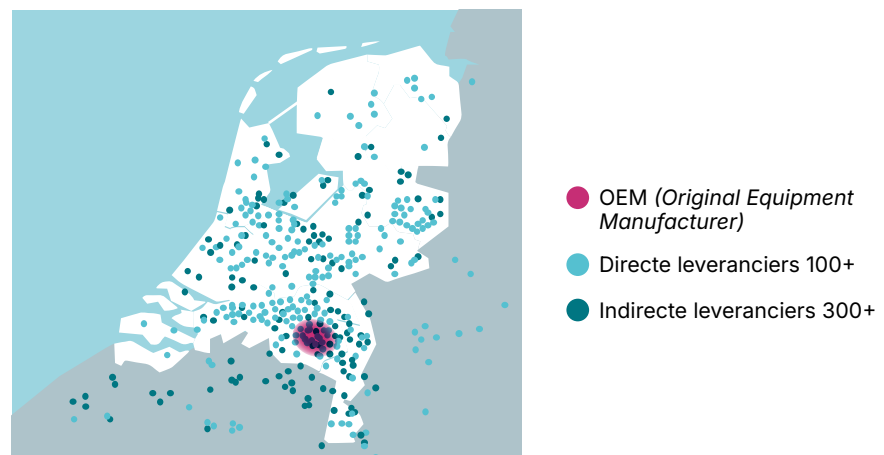 OEM (Original Equipment
Manufacturer)
Directe leveranciers 100+
Indirecte leveranciers 300+